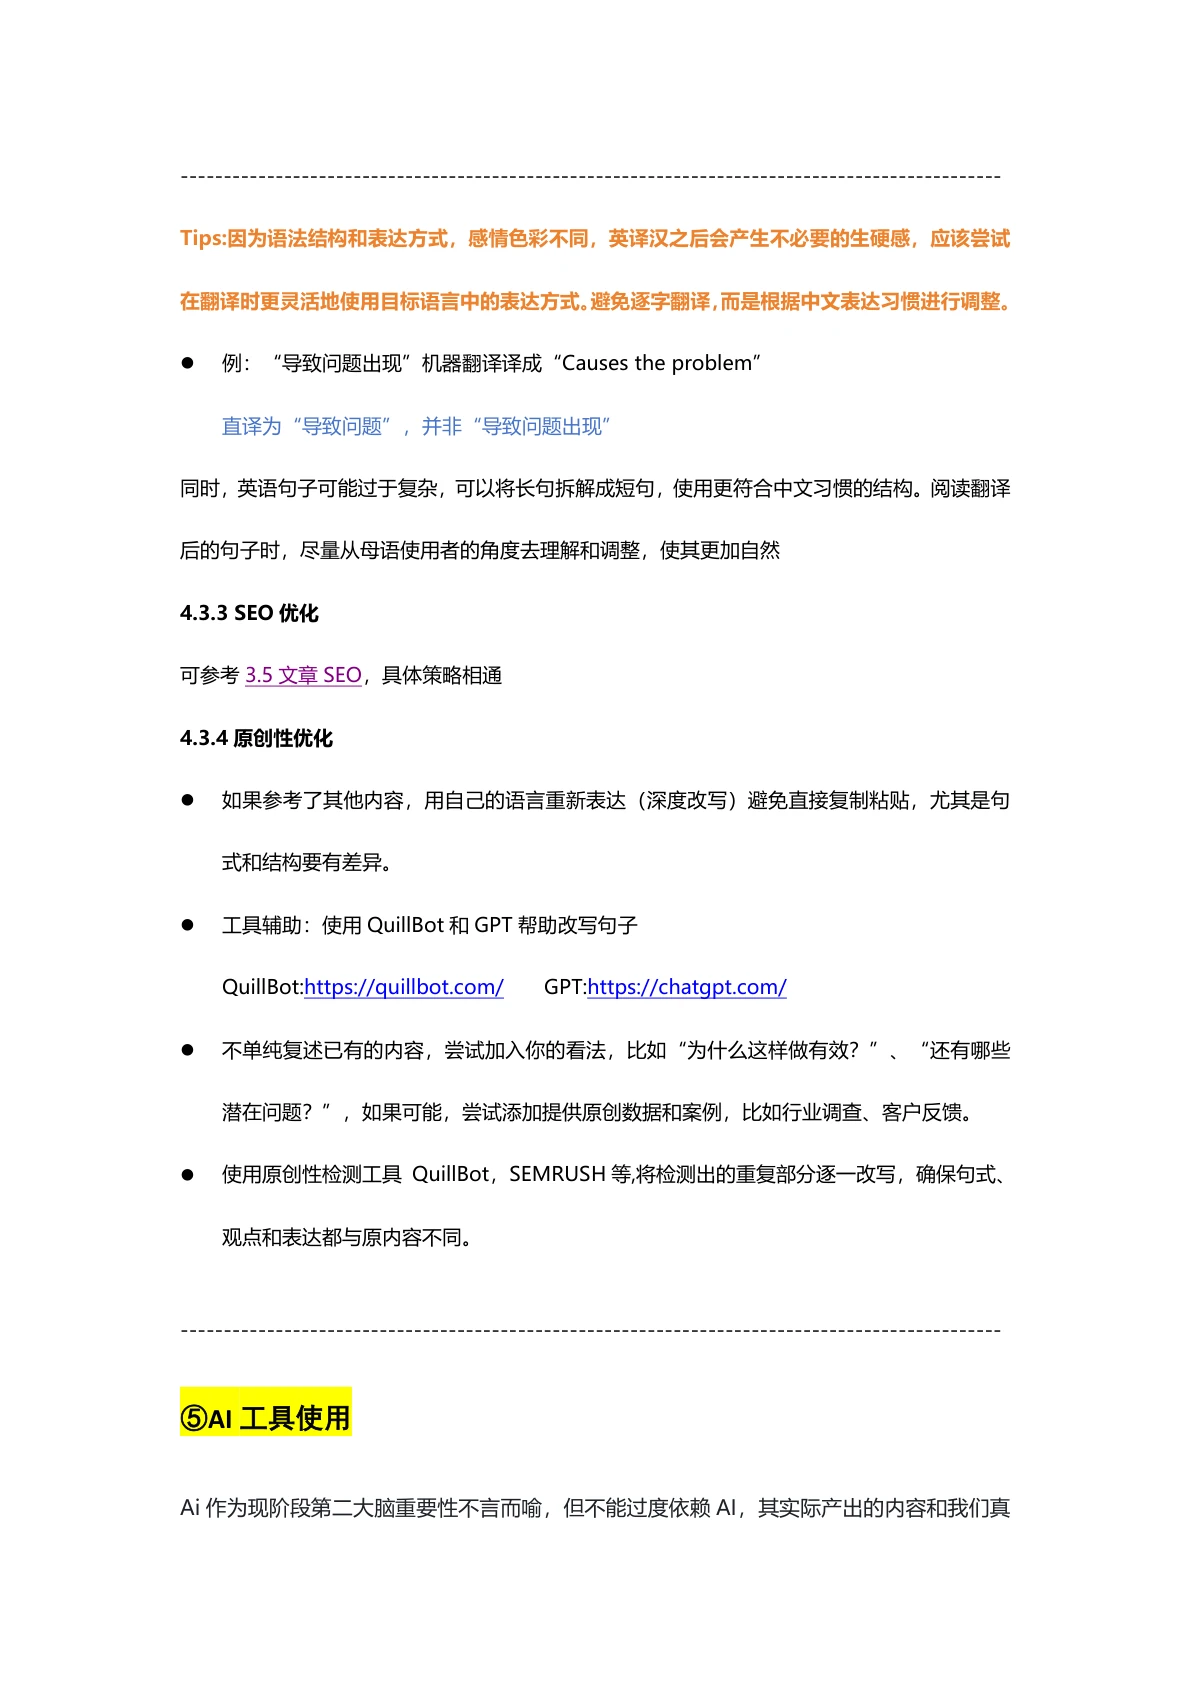 -----------------------------------------------------------------------------------------------
Tips:因为语法结构和表达方式，感情色彩不同，英译汉之后会产生不必要的生硬感，应该尝试
在翻译时更灵活地使用目标语言中的表达方式。避免逐字翻译，而是根据中文表达习惯进行调整。
● 例：“导致问题出现”机器翻译译成“Causes the problem”
直译为“导致问题”，并非“导致问题出现”
同时，英语句子可能过于复杂，可以将长句拆解成短句，使用更符合中文习惯的结构。阅读翻译
后的句子时，尽量从母语使用者的角度去理解和调整，使其更加自然
4.3.3 SEO 优化
可参考 3.5 文章 SEO，具体策略相通
4.3.4 原创性优化
● 如果参考了其他内容，用自己的语言重新表达（深度改写）避免直接复制粘贴，尤其是句
式和结构要有差异。
● 工具辅助：使用 QuillBot 和 GPT 帮助改写句子
QuillBot:https://quillbot.com/ GPT:https://chatgpt.com/
● 不单纯复述已有的内容，尝试加入你的看法，比如“为什么这样做有效？”、“还有哪些
潜在问题？”，如果可能，尝试添加提供原创数据和案例，比如行业调查、客户反馈。
● 使用原创性检测工具 QuillBot，SEMRUSH 等,将检测出的重复部分逐一改写，确保句式、
观点和表达都与原内容不同。
-----------------------------------------------------------------------------------------------
⑤AI 工具使用
Ai 作为现阶段第二大脑重要性不言而喻，但不能过度依赖 AI，其实际产出的内容和我们真